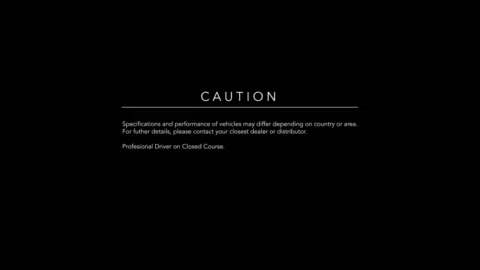 CAUTION
Specifications and performance of vehicles may differ depending on country or area.
For futher details, please contact your closest dealer or distributor.
Profesional Driver on Closed Course.